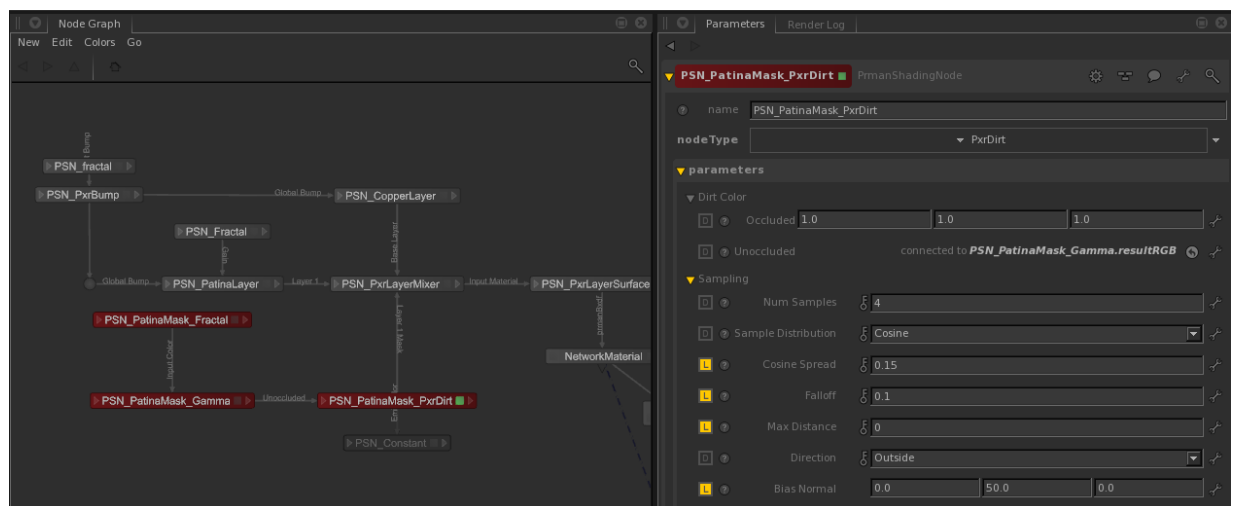 Node Graph
New Edit Colors Go
PSN_fractal
PSN_PxrBump
Global Bump
PSN_CopperLayer
PSN_Fractal
Gain
Base Layer
Global Bump
PSN_PatinaLayer
Layer 1
PSN_PxrLayerMixer
Input Material
PSN_PxrLayerSurface
PSN_PatinaMask_Fractal
Layer 1 Mask
prmanBxdf
NetworkMaterial
Input Color
PSN_PatinaMask_Gamma
Unoccluded
PSN_PatinaMask_PxrDirt
PSN_Constant
Parameters Render Log
PSN_PatinaMask_PxrDirt PrmanShadingNode
name PSN_PatinaMask_PxrDirt
nodeType PxrDirt
parameters
Dirt Color
D Occluded 1.0 1.0 1.0
D Unoccluded connected to PSN_PatinaMask_Gamma.resultRGB
Sampling
D Num Samples 4
D Sample Distribution Cosine
L Cosine Spread 0.15
L Falloff 0.1
L Max Distance 0
D Direction Outside
L Bias Normal 0.0 50.0 0.0